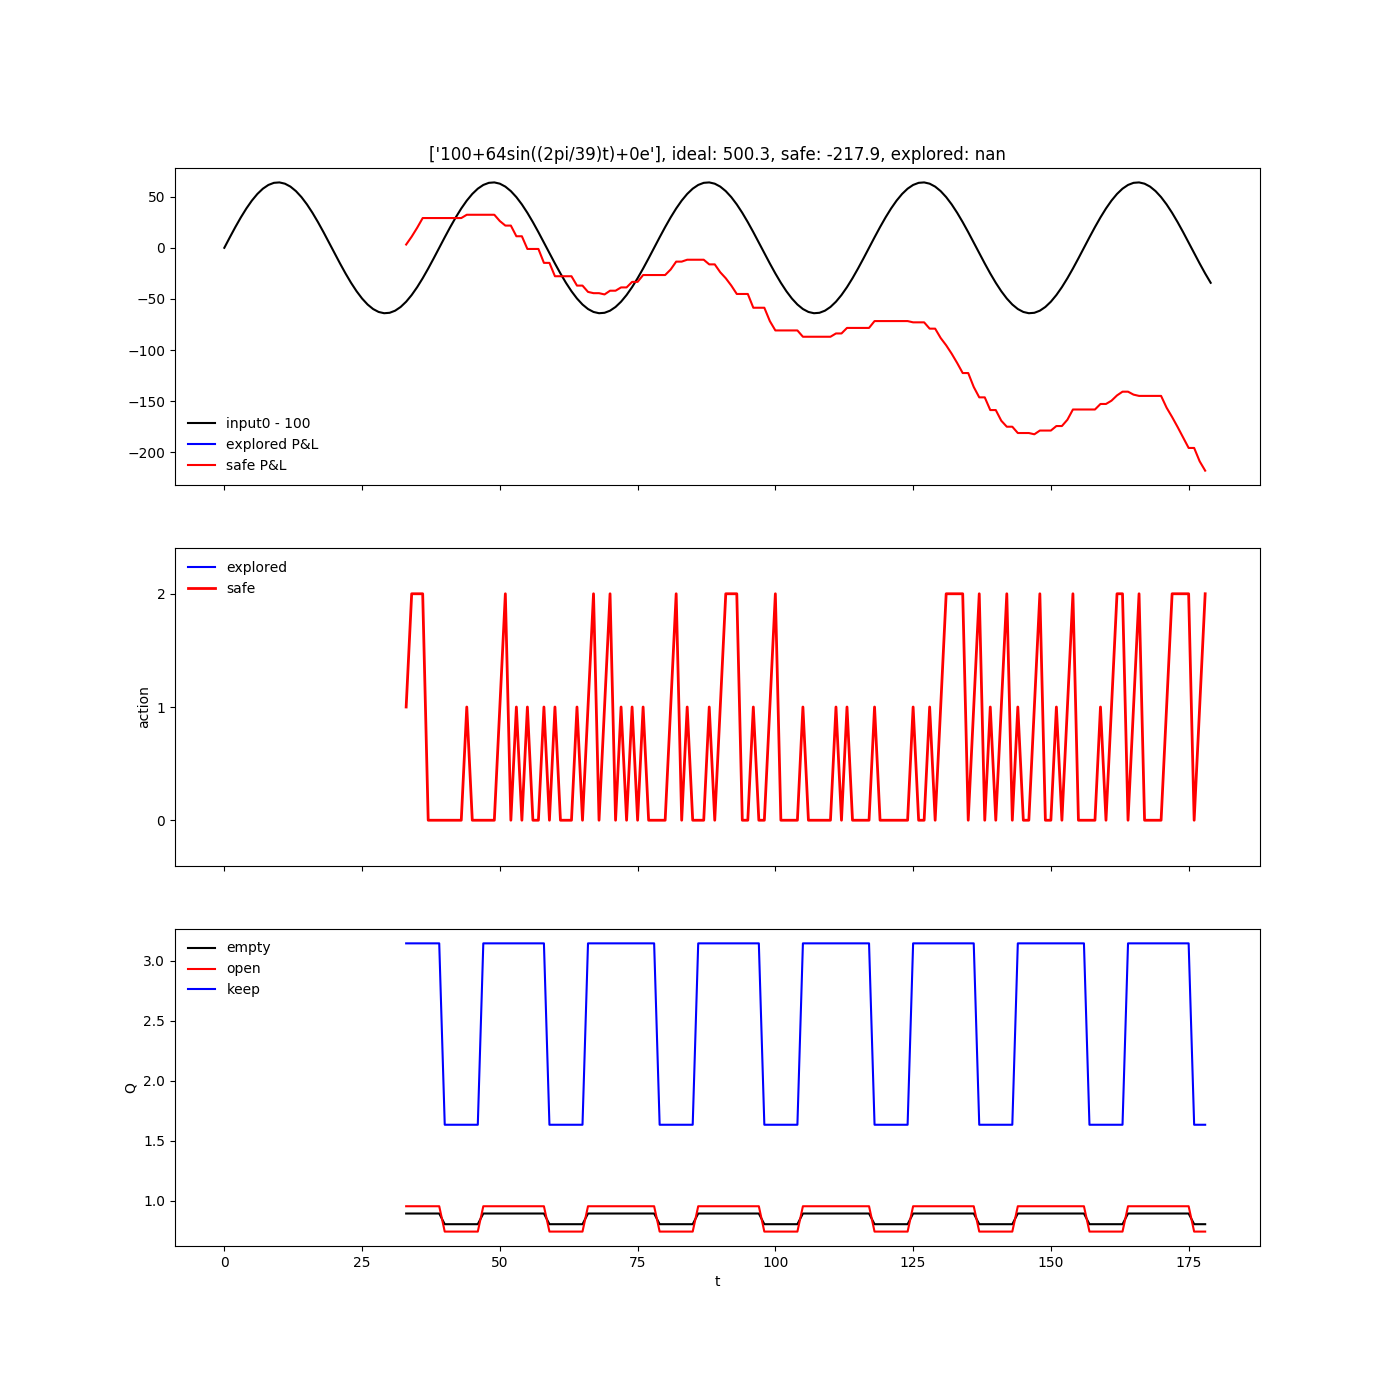 ['100+64sin((2pi/39)t)+0e'], ideal: 500.3, safe: -217.9, explored: nan
50
0
−50
−100
−150
−200
input0 - 100
explored P&L
safe P&L
explored
safe
2
1
0
action
empty
open
keep
3.0
2.5
2.0
1.5
1.0
Q
0 25 50 75 100 125 150 175
t